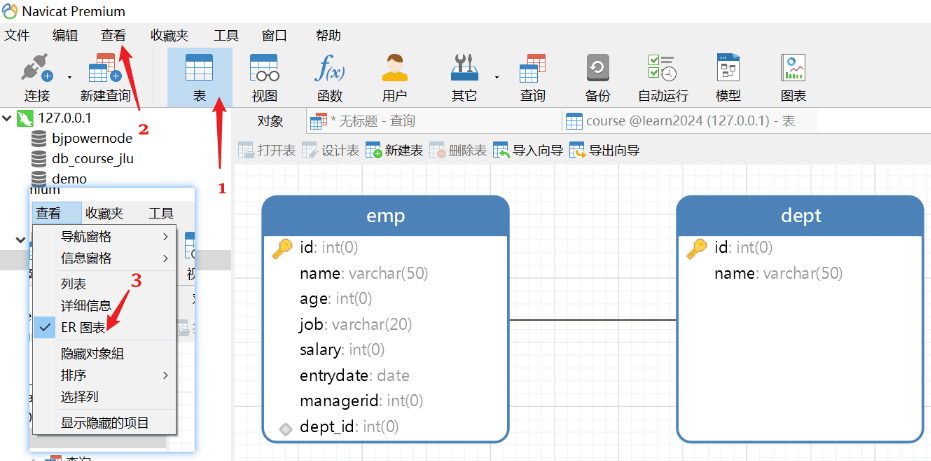 Navicat Premium
文件 编辑 查看 收藏夹 工具 窗口 帮助
连接 新建查询 表 视图 函数 用户 其它 查询 备份 自动运行 模型 图表
f(x)
127.0.0.1
bjpowernode
db_course_jlu
demo
2
1
对象 * 无标题 - 查询 course @learn2024 (127.0.0.1) - 表
打开表 设计表 新建表 删除表 导入向导 导出向导
查看 收藏夹 工具
导航窗格
信息窗格
列表
详细信息
ER 图表
隐藏对象组
排序
选择列
显示隐藏的项目
3
emp
id: int(0)
name: varchar(50)
age: int(0)
job: varchar(20)
salary: int(0)
entrydate: date
managerid: int(0)
dept_id: int(0)
dept
id: int(0)
name: varchar(50)